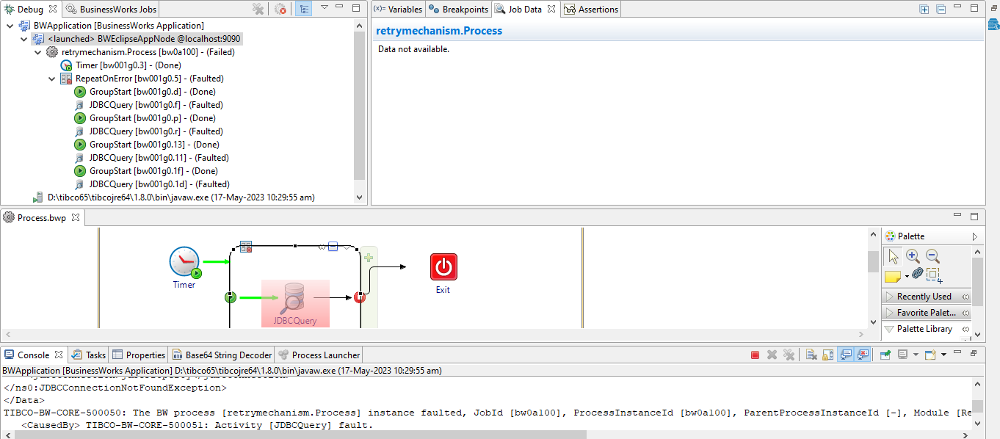 Debug
BusinessWorks Jobs
BWApplication [BusinessWorks Application]
<launched> BWEclipseAppNode @localhost:9090
retrymechanism.Process [bw0a100] - (Failed)
Timer [bw001g0.3] - (Done)
RepeatOnError [bw001g0.5] - (Faulted)
GroupStart [bw001g0.d] - (Done)
JDBCQuery [bw001g0.f] - (Faulted)
GroupStart [bw001g0.p] - (Done)
JDBCQuery [bw001g0.r] - (Faulted)
GroupStart [bw001g0.13] - (Done)
JDBCQuery [bw001g0.11] - (Faulted)
GroupStart [bw001g0.1f] - (Done)
JDBCQuery [bw001g0.1d] - (Faulted)
D:\tibco65\tibcojre64\1.8.0\bin\javaw.exe (17-May-2023 10:29:55 am)
(x)= Variables
Breakpoints
Job Data
Assertions
retrymechanism.Process
Data not available.
Process.bwp
Timer
JDBCQuery
Exit
Palette
Recently Used
Favorite Palet...
Palette Library
Console
Tasks
Properties
Base64 String Decoder
Process Launcher
BWApplication [BusinessWorks Application] D:\tibco65\tibcojre64\1.8.0\bin\javaw.exe (17-May-2023 10:29:55 am)
</ns0:JDBCConnectionNotFoundException>
</Data>
TIBCO-BW-CORE-500050: The BW process [retrymechanism.Process] instance faulted, JobId [bw0a100], ProcessInstanceId [bw0a100], ParentProcessInstanceId [-], Module [Re
<CausedBy> TIBCO-BW-CORE-500051: Activity [JDBCQuery] fault.